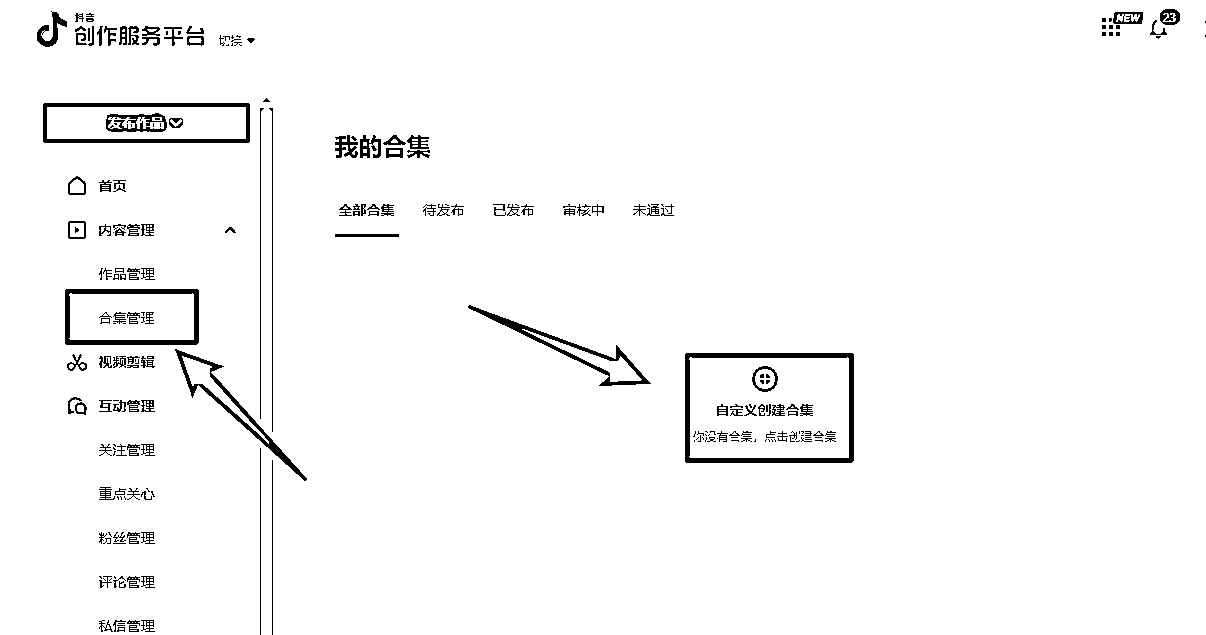 抖音
创作服务平台 切换
NEW
23
发布作品
首页
内容管理
作品管理
合集管理
视频剪辑
互动管理
关注管理
重点关心
粉丝管理
评论管理
私信管理
我的合集
全部合集 待发布 已发布 审核中 未通过
自定义创建合集
你没有合集，点击创建合集